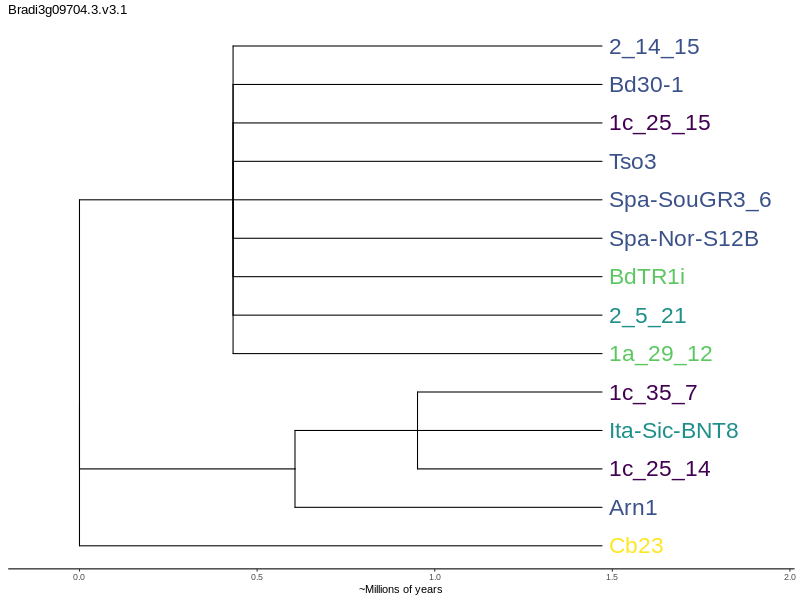 Bradi3g09704.3.v3.1
2_14_15
Bd30-1
1c_25_15
Tso3
Spa-SouGR3_6
Spa-Nor-S12B
BdTR1i
2_5_21
1a_29_12
1c_35_7
Ita-Sic-BNT8
1c_25_14
Arn1
Cb23
0.0 0.5 1.0 1.5 2.0
~Millions of years